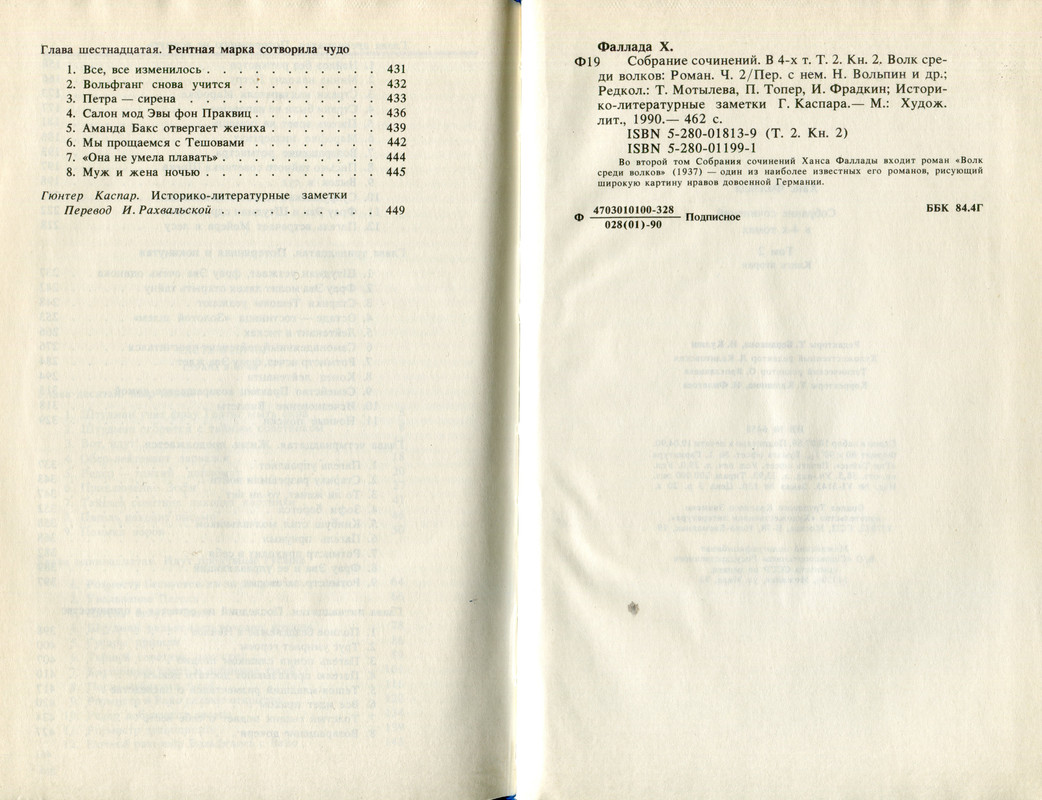 Глава шестнадцатая. Рентная марка сотворила чудо
1. Все, все изменилось . . . . . . . . . . . 431
2. Вольфганг снова учится . . . . . . . . . 432
3. Петра — сирена . . . . . . . . . . . . 433
4. Салон мод Эвы фон Праквиц . . . . . . . . 436
5. Аманда Бакс отвергает жениха . . . . . . . 439
6. Мы прощаемся с Тешовами . . . . . . . . 442
7. «Она не умела плавать» . . . . . . . . . . 444
8. Муж и жена ночью . . . . . . . . . . . 445
Гюнтер Каспар. Историко-литературные заметки
Перевод И. Рахвальской . . . . . . . . . . 449
Фаллада Х.
Ф19 Собрание сочинений. В 4-х т. Т. 2. Кн. 2. Волк сре-
ди волков: Роман. Ч. 2/Пер. с нем. Н. Вольпин и др.;
Редкол.: Т. Мотылева, П. Топер, И. Фрадкин; Истори-
ко-литературные заметки Г. Каспара.— М.: Худож.
лит., 1990.— 462 с.
ISBN 5-280-01813-9 (Т. 2. Кн. 2)
ISBN 5-280-01199-1
Во второй том Собрания сочинений Ханса Фаллады входит роман «Волк
среди волков» (1937) — один из наиболее известных его романов, рисующий
широкую картину нравов довоенной Германии.
Ф 4703010100-328 Подписное ББК 84.4Г
028(01)-90